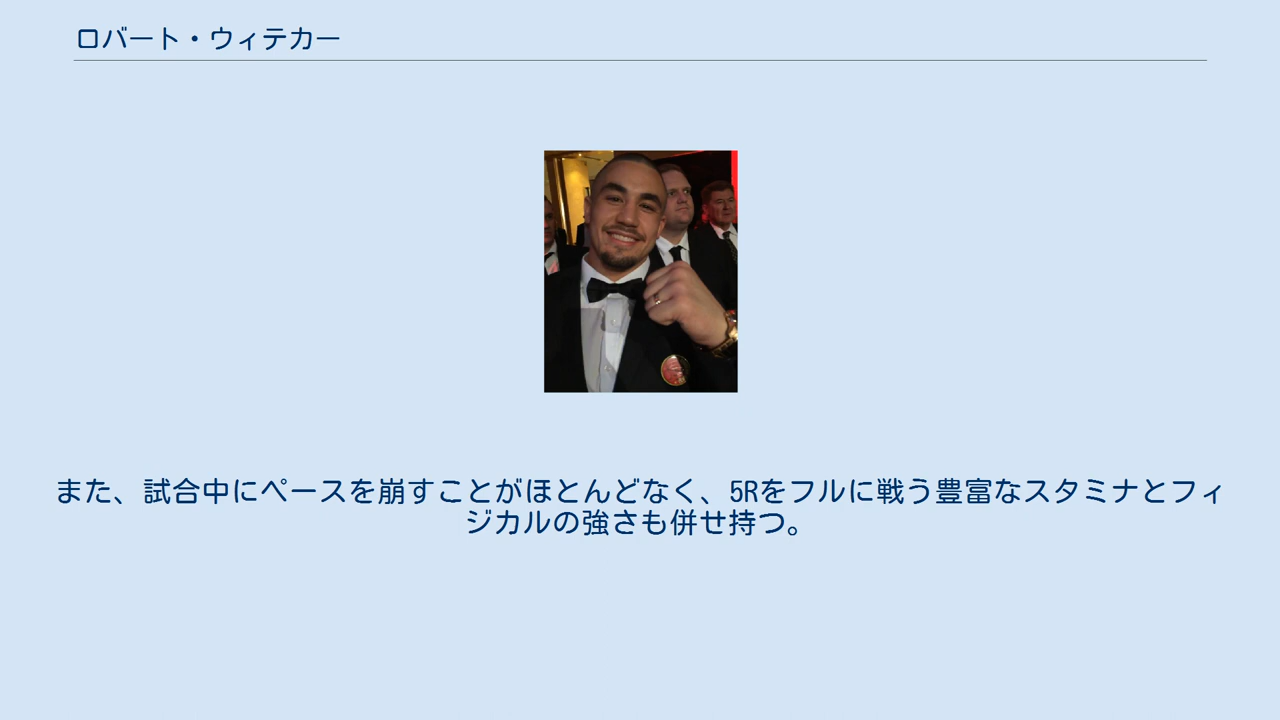 ロバート・ウィテカー
また、試合中にペースを崩すことがほとんどなく、5Rをフルに戦う豊富なスタミナとフィ
ジカルの強さも併せ持つ。